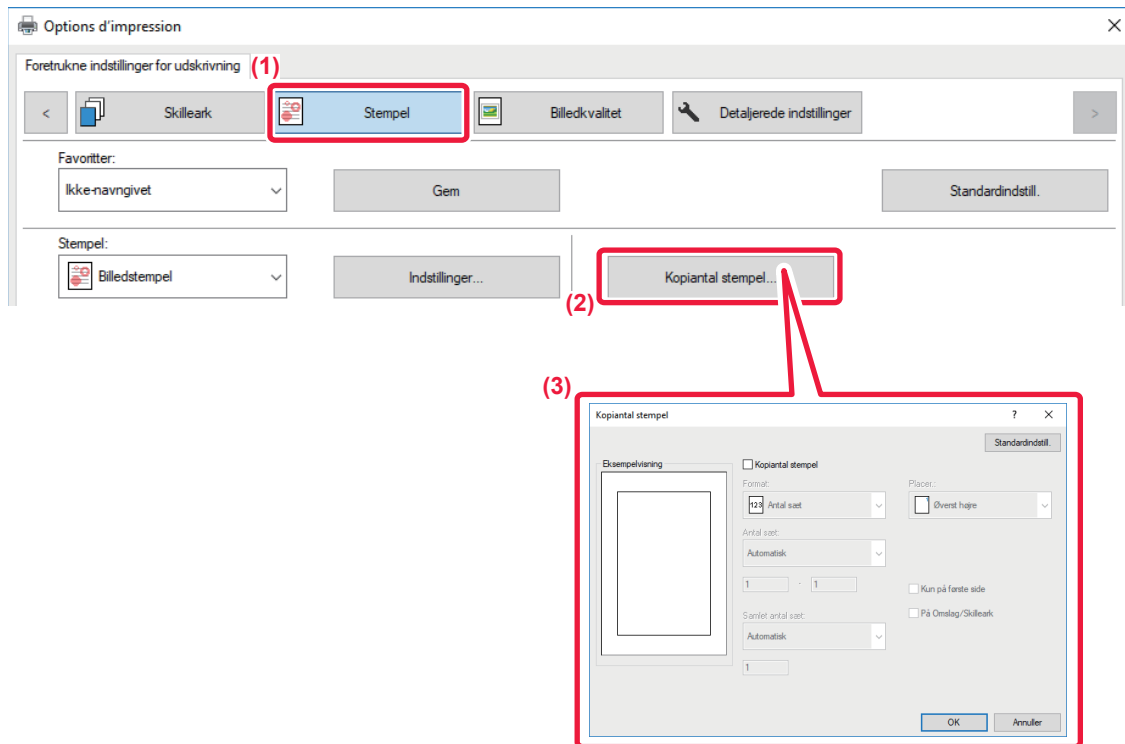 Options d'impression
Foretrukne indstillinger for udskrivning
(1)
< Skilleark Stempel Billedkvalitet Detaljerede indstillinger >
Favoritter:
Ikke-navngivet Gem Standardindstill.
Stempel:
Billedstempel Indstillinger... Kopiantal stempel...
(2)
(3)
Kopiantal stempel ?
Standardindstill.
Eksempelvisning Kopiantal stempel
Format: Placer.:
123 Antal sæt Øverst højre
Antal sæt:
Automatisk
1 - 1 Kun på første side
På Omslag/Skilleark
Samlet antal sæt:
Automatisk
1
OK Annuller